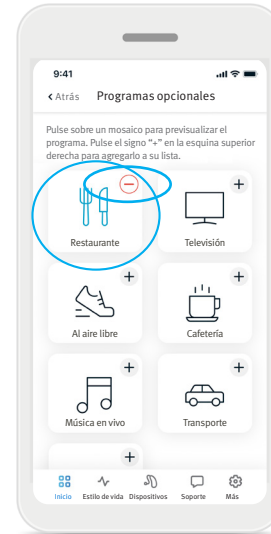 9:41
Atrás Programas opcionales
Pulse sobre un mosaico para previsualizar el
programa. Pulse el signo "+" en la esquina superior
derecha para agregarlo a su lista.
Restaurante Televisión
Al aire libre Cafetería
Música en vivo Transporte
Inicio Estilo de vida Dispositivos Soporte Más